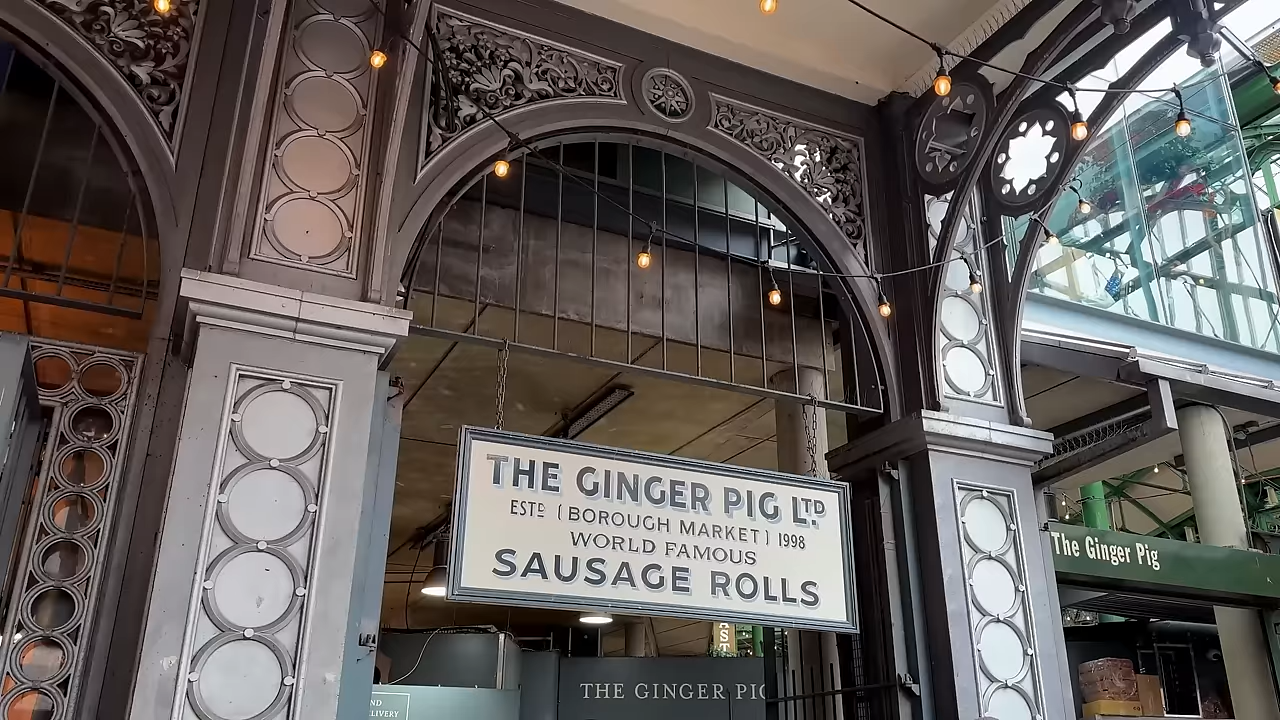 THE GINGER PIG LTD
ESTD (BOROUGH MARKET) 1998
WORLD FAMOUS
SAUSAGE ROLLS
The Ginger Pig
THE GINGER PIG